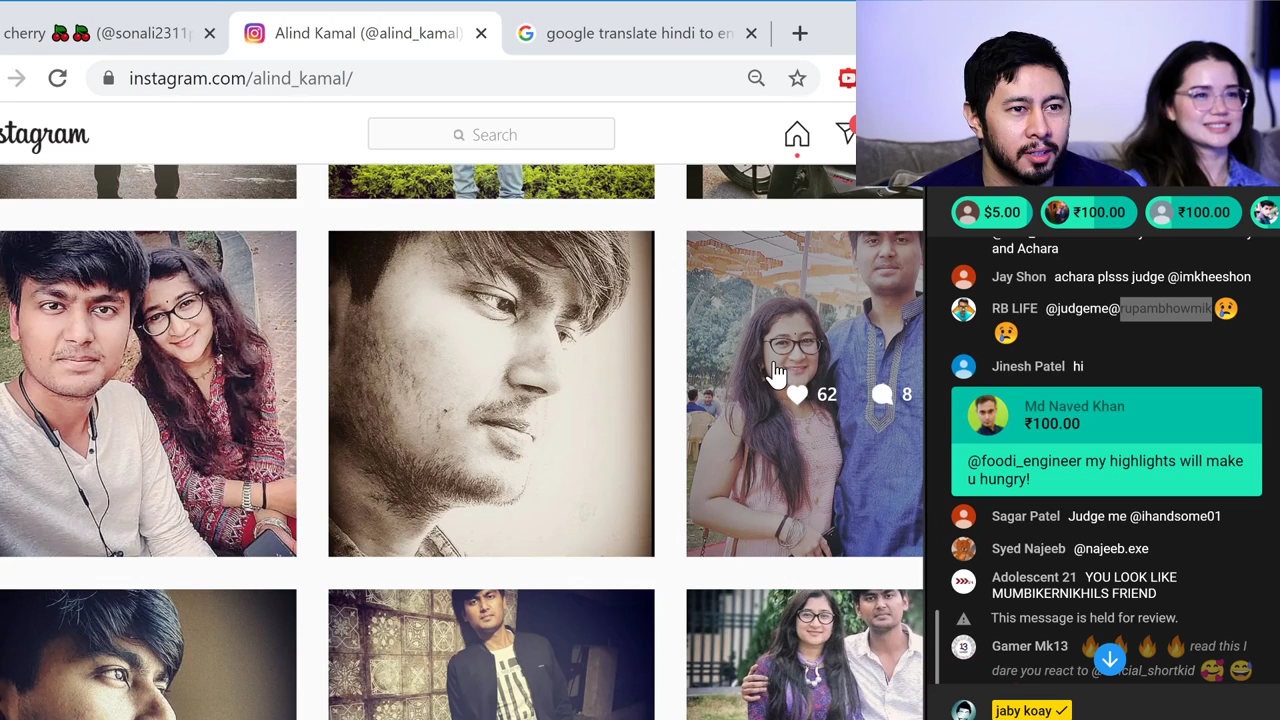 cherry 🍒 🍒 (@sonali2311
Alind Kamal (@alind_kamal)
google translate hindi to en
instagram.com/alind_kamal/
stagram
Search
$5.00
₹100.00
₹100.00
and Achara
Jay Shon achara plsss judge @imkheeshon
RB LIFE @judgeme@rupambhowmik😢
😢
Jinesh Patel hi
62
8
Md Naved Khan
₹100.00
@foodi_engineer my highlights will make
u hungry!
Sagar Patel Judge me @ihandsome01
Syed Najeeb @najeeb.exe
Adolescent 21 YOU LOOK LIKE
MUMBIKERNIKHILS FRIEND
This message is held for review.
Gamer Mk13 🔥 🔥 🔥 🔥 read this I
dare you react to cial_shortkid 🥰 😅
jaby koay ✓